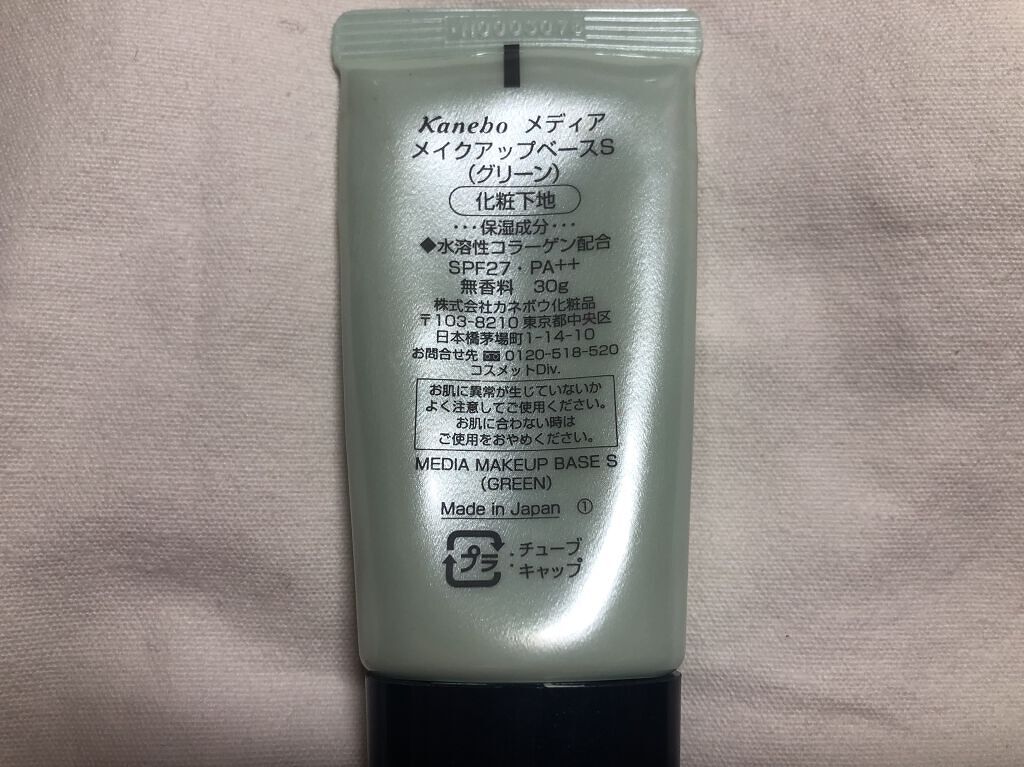 Kanebo メディア
メイクアップベースS
(グリーン)
化粧下地
･･･保湿成分･･･
◆水溶性コラーゲン配合
SPF27・PA++
無香料 30g
株式会社カネボウ化粧品
〒103-8210 東京都中央区
日本橋茅場町1-14-10
お問合せ先 0120-518-520
コスメットDiv.
お肌に異常が生じていないか
よく注意してご使用ください。
お肌に合わない時は
ご使用をおやめください。
MEDIA MAKEUP BASE S
(GREEN)
Made in Japan ①
プラ
・チューブ
・キャップ